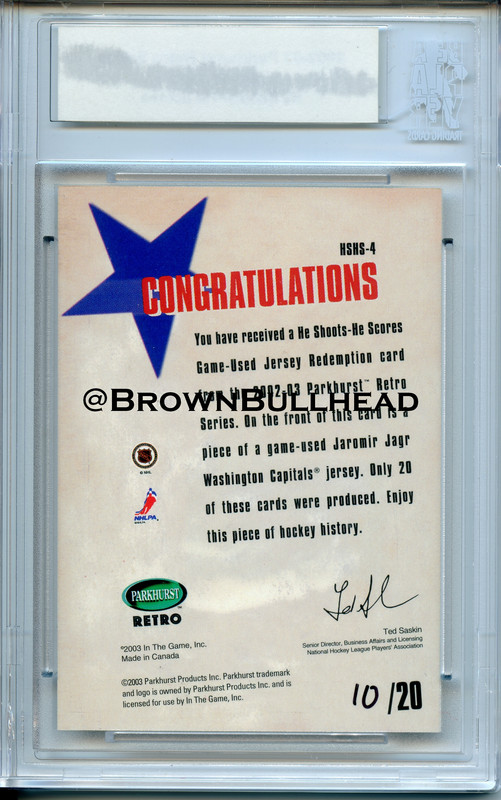 HSHS-4
CONGRATULATIONS
You have received a He Shoots-He Scores
Game-Used Jersey Redemption card
from the 2002-03 Parkhurst™ Retro
@BROWNBULLHEAD
Series. On the front of this card is a
piece of a game-used Jaromir Jagr
Washington Capitals® jersey. Only 20
of these cards were produced. Enjoy
this piece of hockey history.
© NHL
NHLPA
PARKHURST
RETRO
Ted Saskin
Senior Director, Business Affairs and Licensing
National Hockey League Players' Association
©2003 In The Game, Inc.
Made in Canada
©2003 Parkhurst Products Inc. Parkhurst trademark
and logo is owned by Parkhurst Products Inc. and is
licensed for use by In The Game, Inc.
10 /20